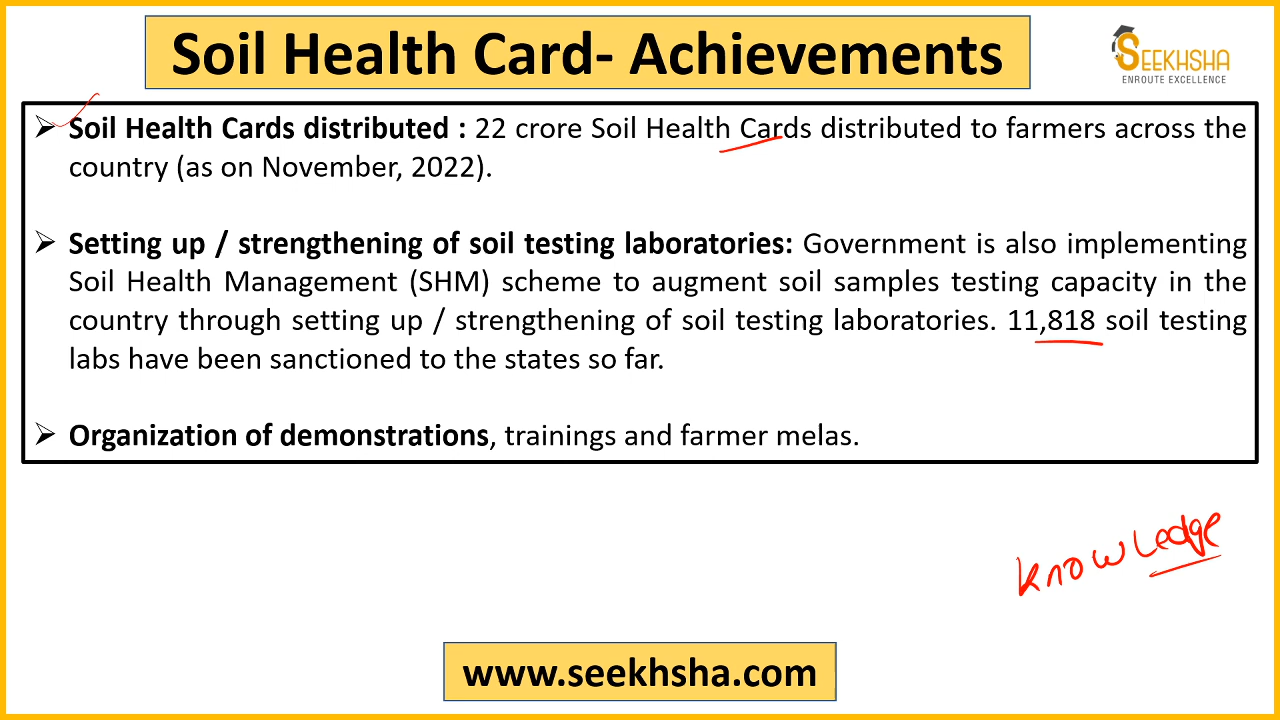 Soil Health Card- Achievements
SEEKHSHA
ENROUTE EXCELLENCE
➢ Soil Health Cards distributed : 22 crore Soil Health Cards distributed to farmers across the
country (as on November, 2022).
➢ Setting up / strengthening of soil testing laboratories: Government is also implementing
Soil Health Management (SHM) scheme to augment soil samples testing capacity in the
country through setting up / strengthening of soil testing laboratories. 11,818 soil testing
labs have been sanctioned to the states so far.
➢ Organization of demonstrations, trainings and farmer melas.
knowledge
www.seekhsha.com